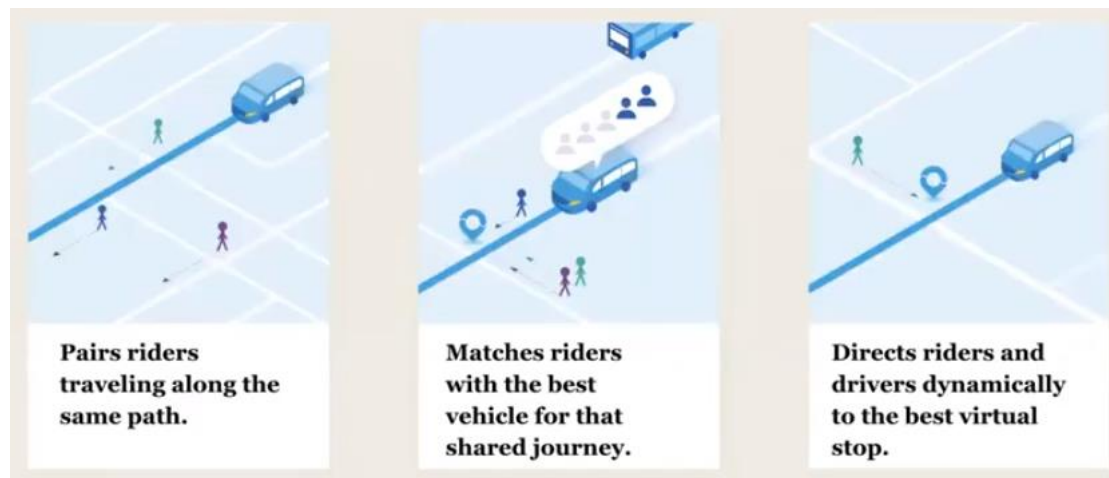 Pairs riders
traveling along the
same path.
Matches riders
with the best
vehicle for that
shared journey.
Directs riders and
drivers dynamically
to the best virtual
stop.